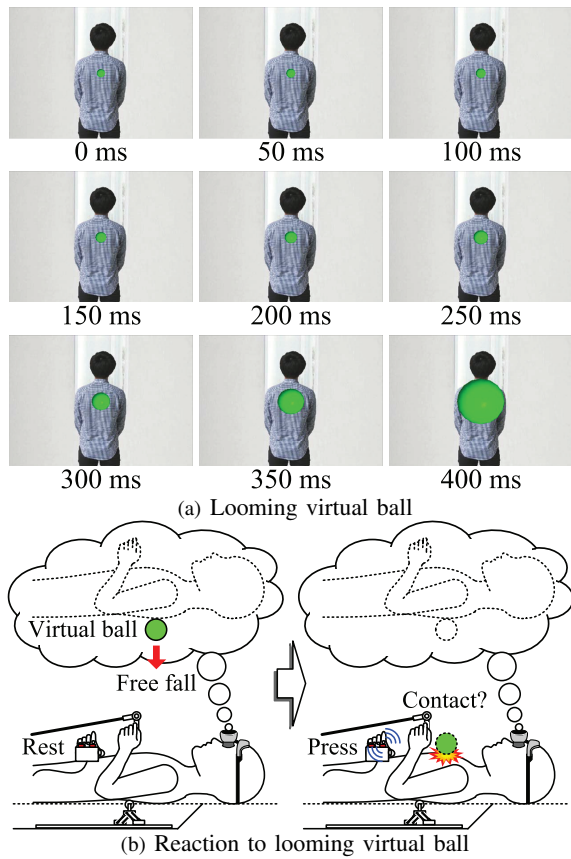 0 ms 50 ms 100 ms
150 ms 200 ms 250 ms
300 ms 350 ms 400 ms
(a) Looming virtual ball
Virtual ball
Free fall
Contact?
Rest
Press
(b) Reaction to looming virtual ball